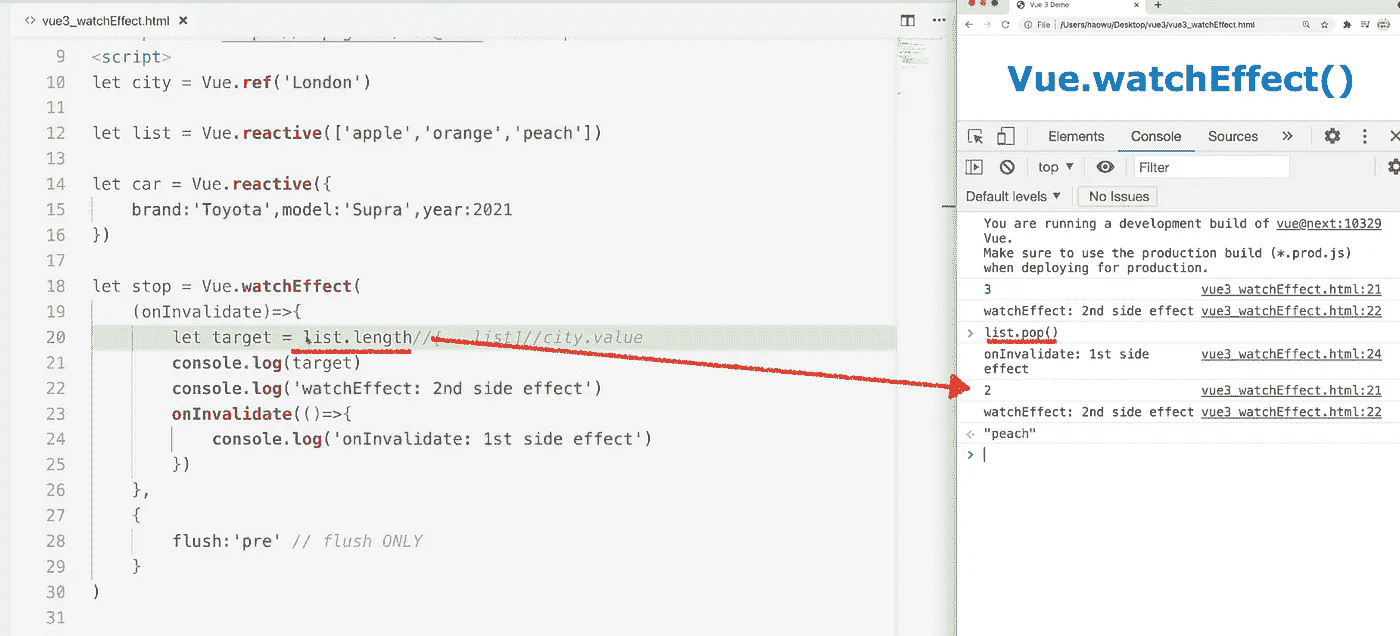 vue3_watchEffect.html
9 <script>
10 let city = Vue.ref('London')
11
12 let list = Vue.reactive(['apple','orange','peach'])
13
14 let car = Vue.reactive({
15 brand:'Toyota',model:'Supra',year:2021
16 })
17
18 let stop = Vue.watchEffect(
19 (onInvalidate)=>{
20 let target = list.length//[...list]//city.value
21 console.log(target)
22 console.log('watchEffect: 2nd side effect')
23 onInvalidate(()=>{
24 console.log('onInvalidate: 1st side effect')
25 })
26 },
27 {
28 flush:'pre' // flush ONLY
29 }
30 )
31
Vue 3 Demo
File /Users/haowu/Desktop/vue3/vue3_watchEffect.html
Vue.watchEffect()
Elements Console Sources
top Filter
Default levels No Issues
You are running a development build of vue@next:10329
Vue.
Make sure to use the production build (*.prod.js)
when deploying for production.
3 vue3_watchEffect.html:21
watchEffect: 2nd side effect vue3_watchEffect.html:22
> list.pop()
onInvalidate: 1st side vue3_watchEffect.html:24
effect
2 vue3_watchEffect.html:21
watchEffect: 2nd side effect vue3_watchEffect.html:22
"peach"
>